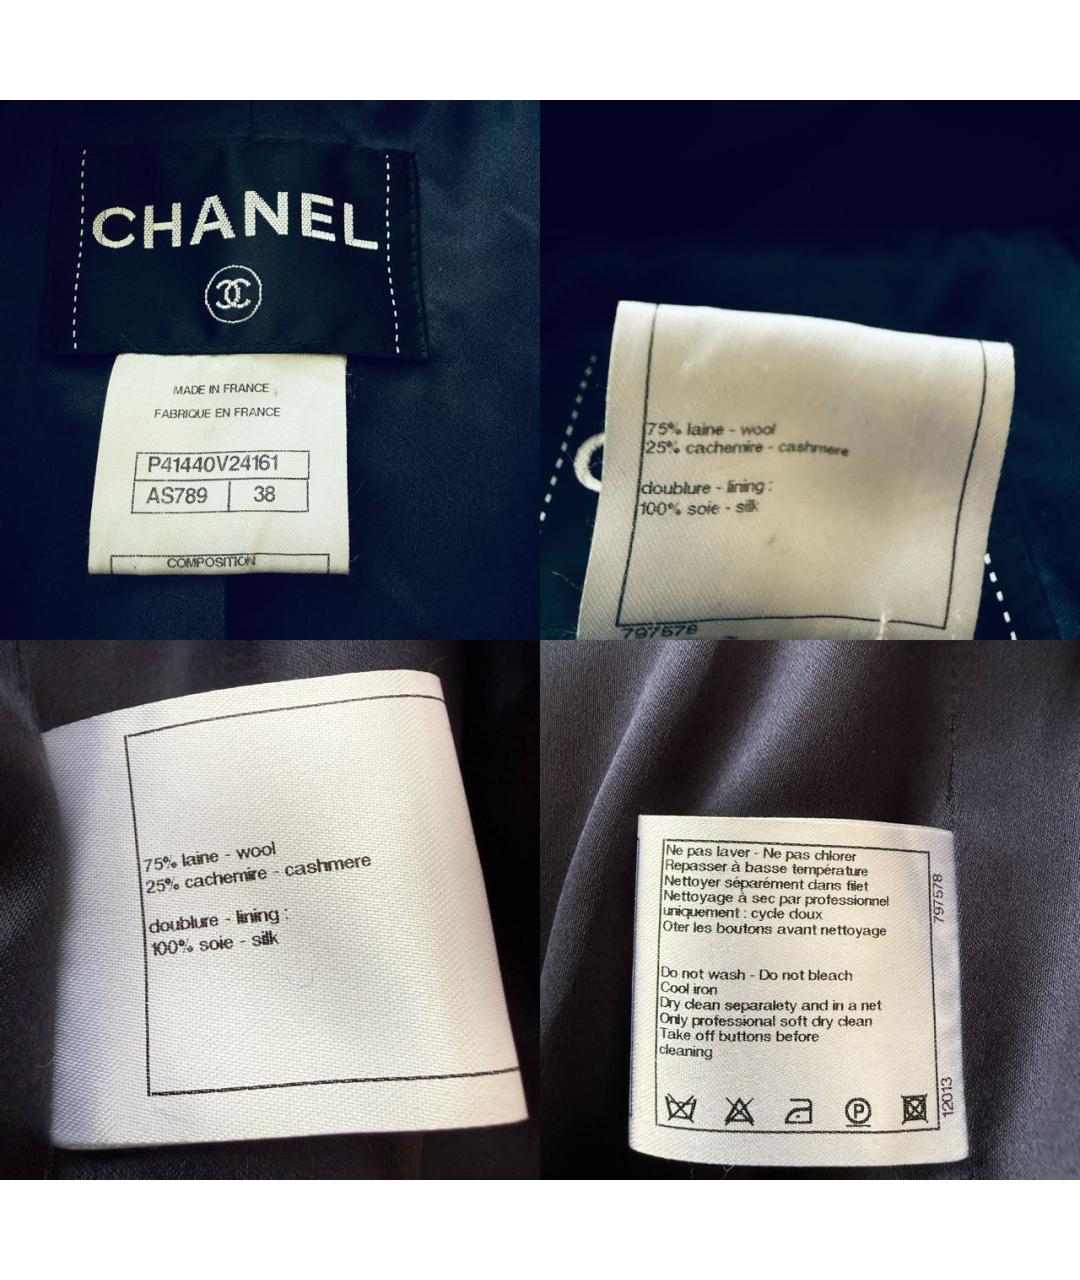 CHANEL
MADE IN FRANCE
FABRIQUE EN FRANCE
P41440V24161
AS789 38
COMPOSITION
75% laine - wool
25% cachemire - cashmere
doublure - lining :
100% soie - silk
797578
75% laine - wool
25% cachemire - cashmere
doublure - lining :
100% soie - silk
Ne pas laver - Ne pas chlorer
Repasser à basse température
Nettoyer séparément dans filet
Nettoyage à sec par professionnel
uniquement : cycle doux
Oter les boutons avant nettoyage
Do not wash - Do not bleach
Cool iron
Dry clean separalety and in a net
Only professional soft dry clean
Take off buttons before
cleaning
P
797578
12013